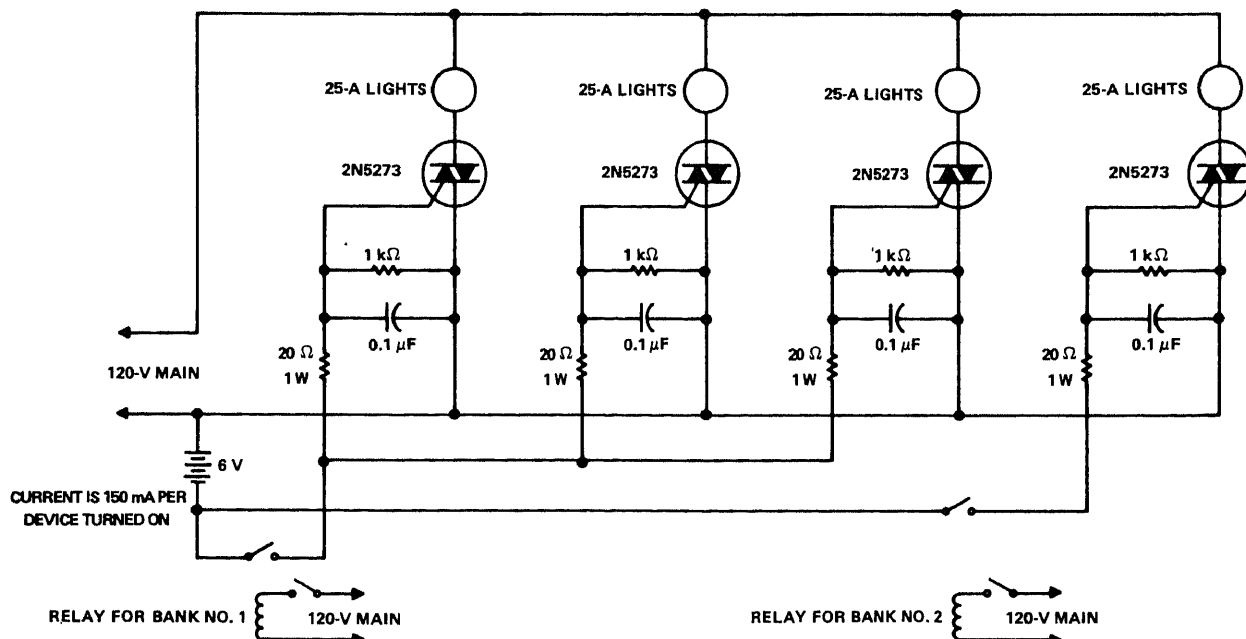 25-A LIGHTS
25-A LIGHTS
25-A LIGHTS
25-A LIGHTS
2N5273
2N5273
2N5273
2N5273
1 kΩ
1 kΩ
1 kΩ
1 kΩ
0.1 µF
0.1 µF
0.1 µF
0.1 µF
20 Ω
1 W
20 Ω
1 W
20 Ω
1 W
20 Ω
1 W
120-V MAIN
6 V
CURRENT IS 150 mA PER
DEVICE TURNED ON
RELAY FOR BANK NO. 1
120-V MAIN
RELAY FOR BANK NO. 2
120-V MAIN